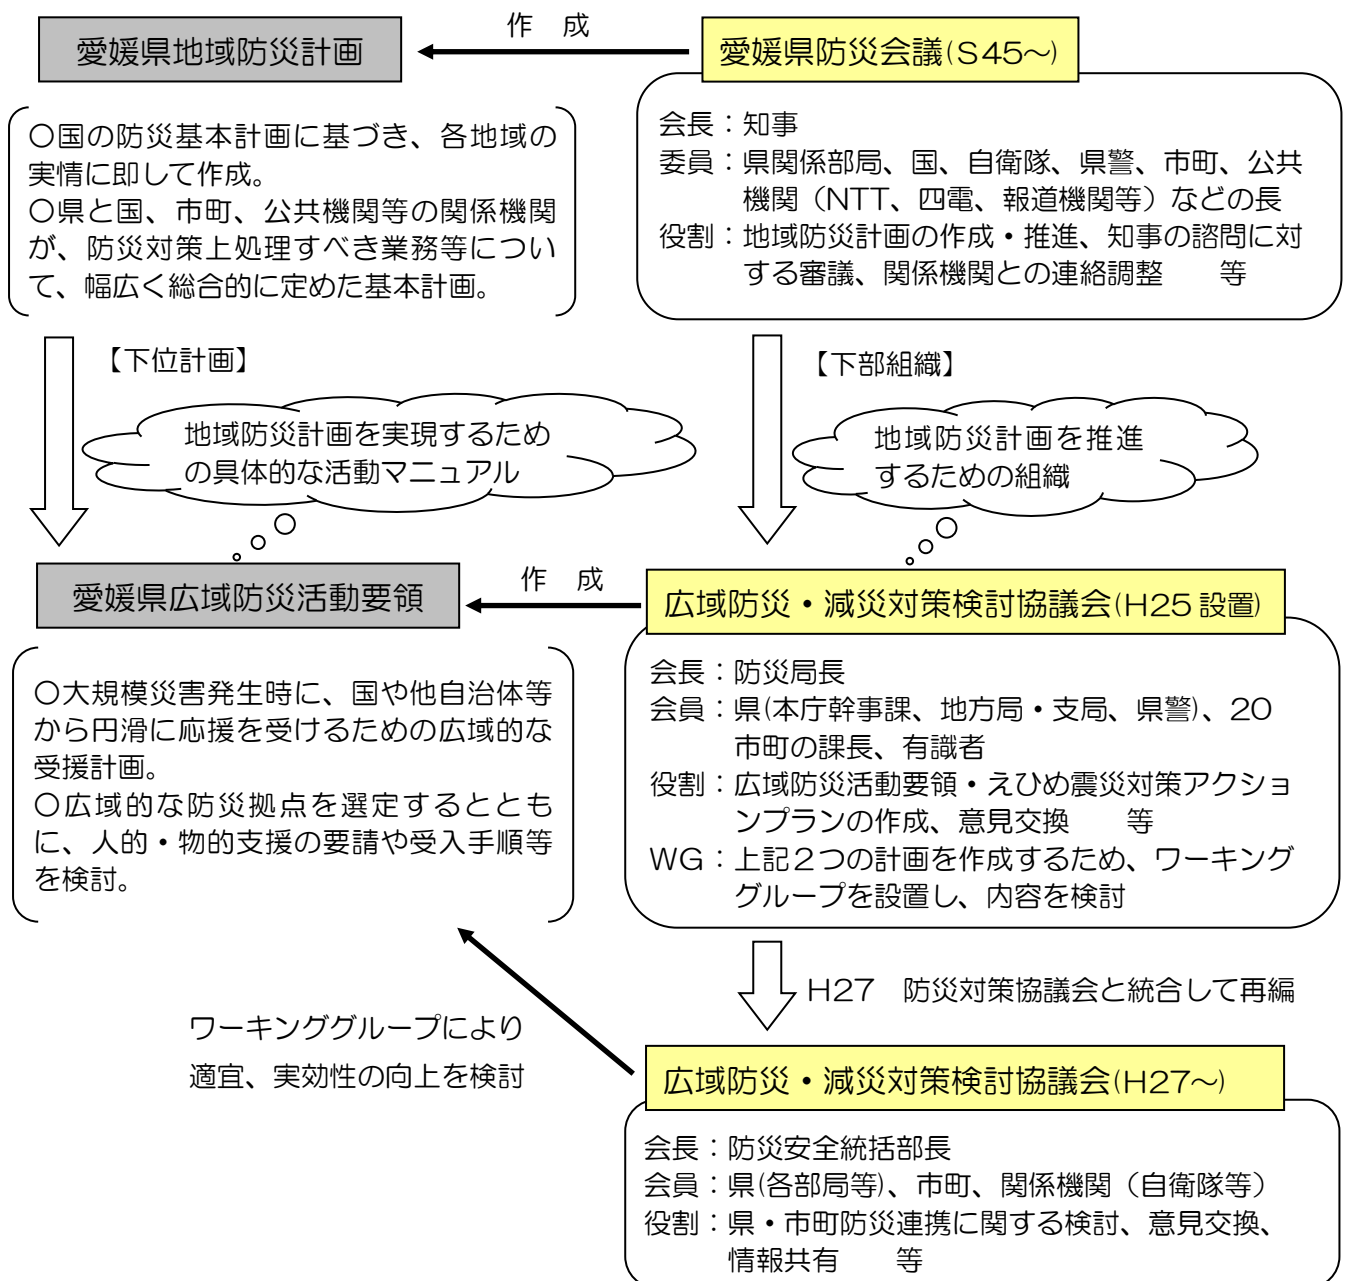 愛媛県地域防災計画
作　成
愛媛県防災会議(S45～)
〇国の防災基本計画に基づき、各地域の
実情に即して作成。
〇県と国、市町、公共機関等の関係機関
が、防災対策上処理すべき業務等につい
て、幅広く総合的に定めた基本計画。
会長：知事
委員：県関係部局、国、自衛隊、県警、市町、公共
機関（NTT、四電、報道機関等）などの長
役割：地域防災計画の作成・推進、知事の諮問に対
する審議、関係機関との連絡調整　　等
【下位計画】
【下部組織】
地域防災計画を実現するため
の具体的な活動マニュアル
地域防災計画を推進
するための組織
愛媛県広域防災活動要領
作　成
広域防災・減災対策検討協議会(H25 設置)
〇大規模災害発生時に、国や他自治体等
から円滑に応援を受けるための広域的な
受援計画。
〇広域的な防災拠点を選定するととも
に、人的・物的支援の要請や受入手順等
を検討。
会長：防災局長
会員：県(本庁幹事課、地方局・支局、県警)、20
市町の課長、有識者
役割：広域防災活動要領・えひめ震災対策アクショ
ンプランの作成、意見交換　　等
WG：上記２つの計画を作成するため、ワーキング
グループを設置し、内容を検討
H27　防災対策協議会と統合して再編
ワーキンググループにより
適宜、実効性の向上を検討
広域防災・減災対策検討協議会(H27～)
会長：防災安全統括部長
会員：県(各部局等)、市町、関係機関（自衛隊等）
役割：県・市町防災連携に関する検討、意見交換、
情報共有　　等